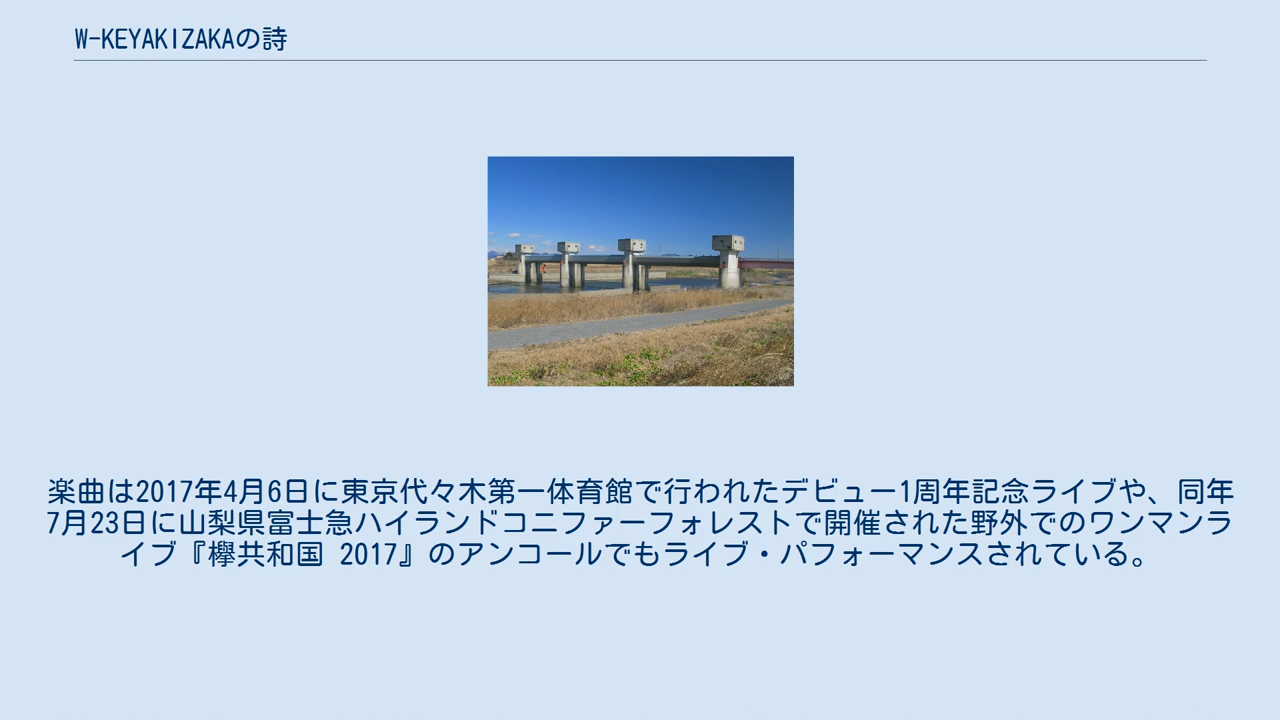 W-KEYAKIZAKAの詩
楽曲は2017年4月6日に東京代々木第一体育館で行われたデビュー1周年記念ライブや、同年
7月23日に山梨県富士急ハイランドコニファーフォレストで開催された野外でのワンマンラ
イブ『欅共和国 2017』のアンコールでもライブ・パフォーマンスされている。